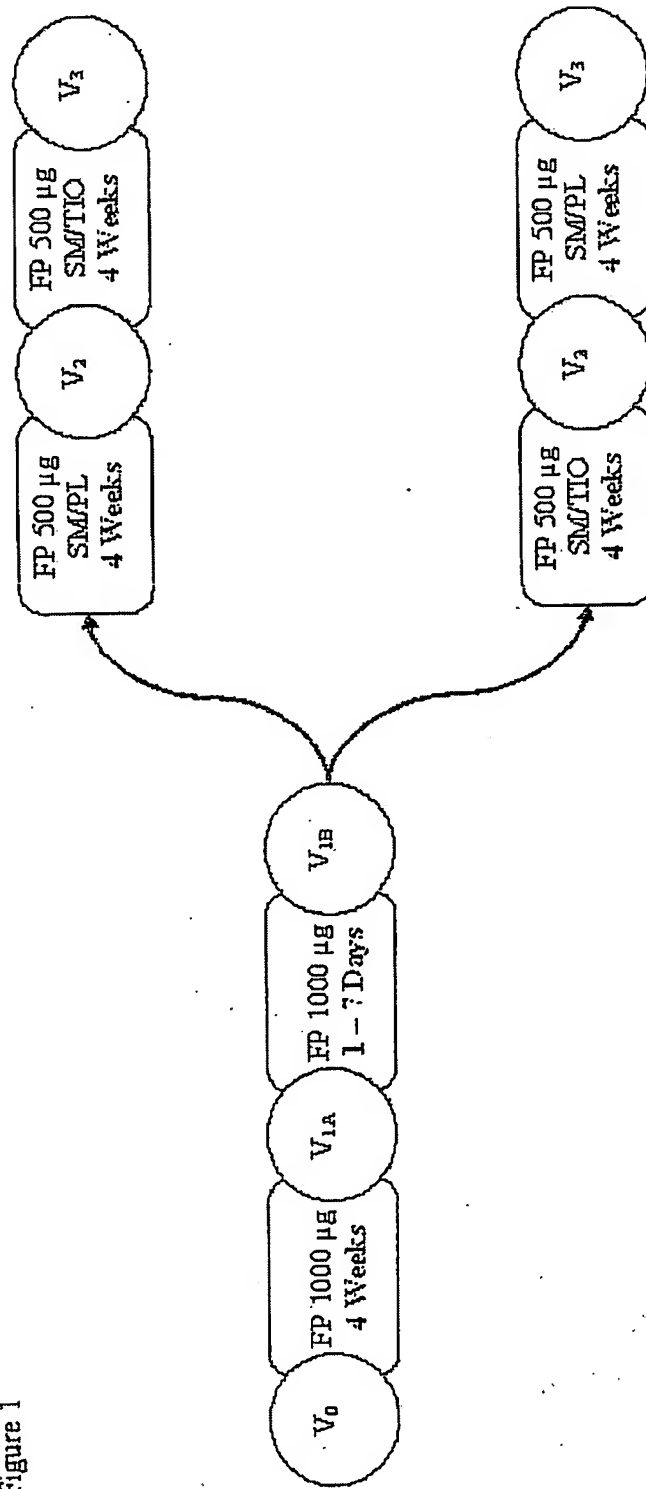 Figure 1
V0
FP 1000 µg
4 Weeks
V1A
FP 1000 µg
1 – 7 Days
V1B
FP 500 µg
SM/PL
4 Weeks
V2
FP 500 µg
SM/TIO
4 Weeks
V3
FP 500 µg
SM/TIO
4 Weeks
V2
FP 500 µg
SM/PL
4 Weeks
V3